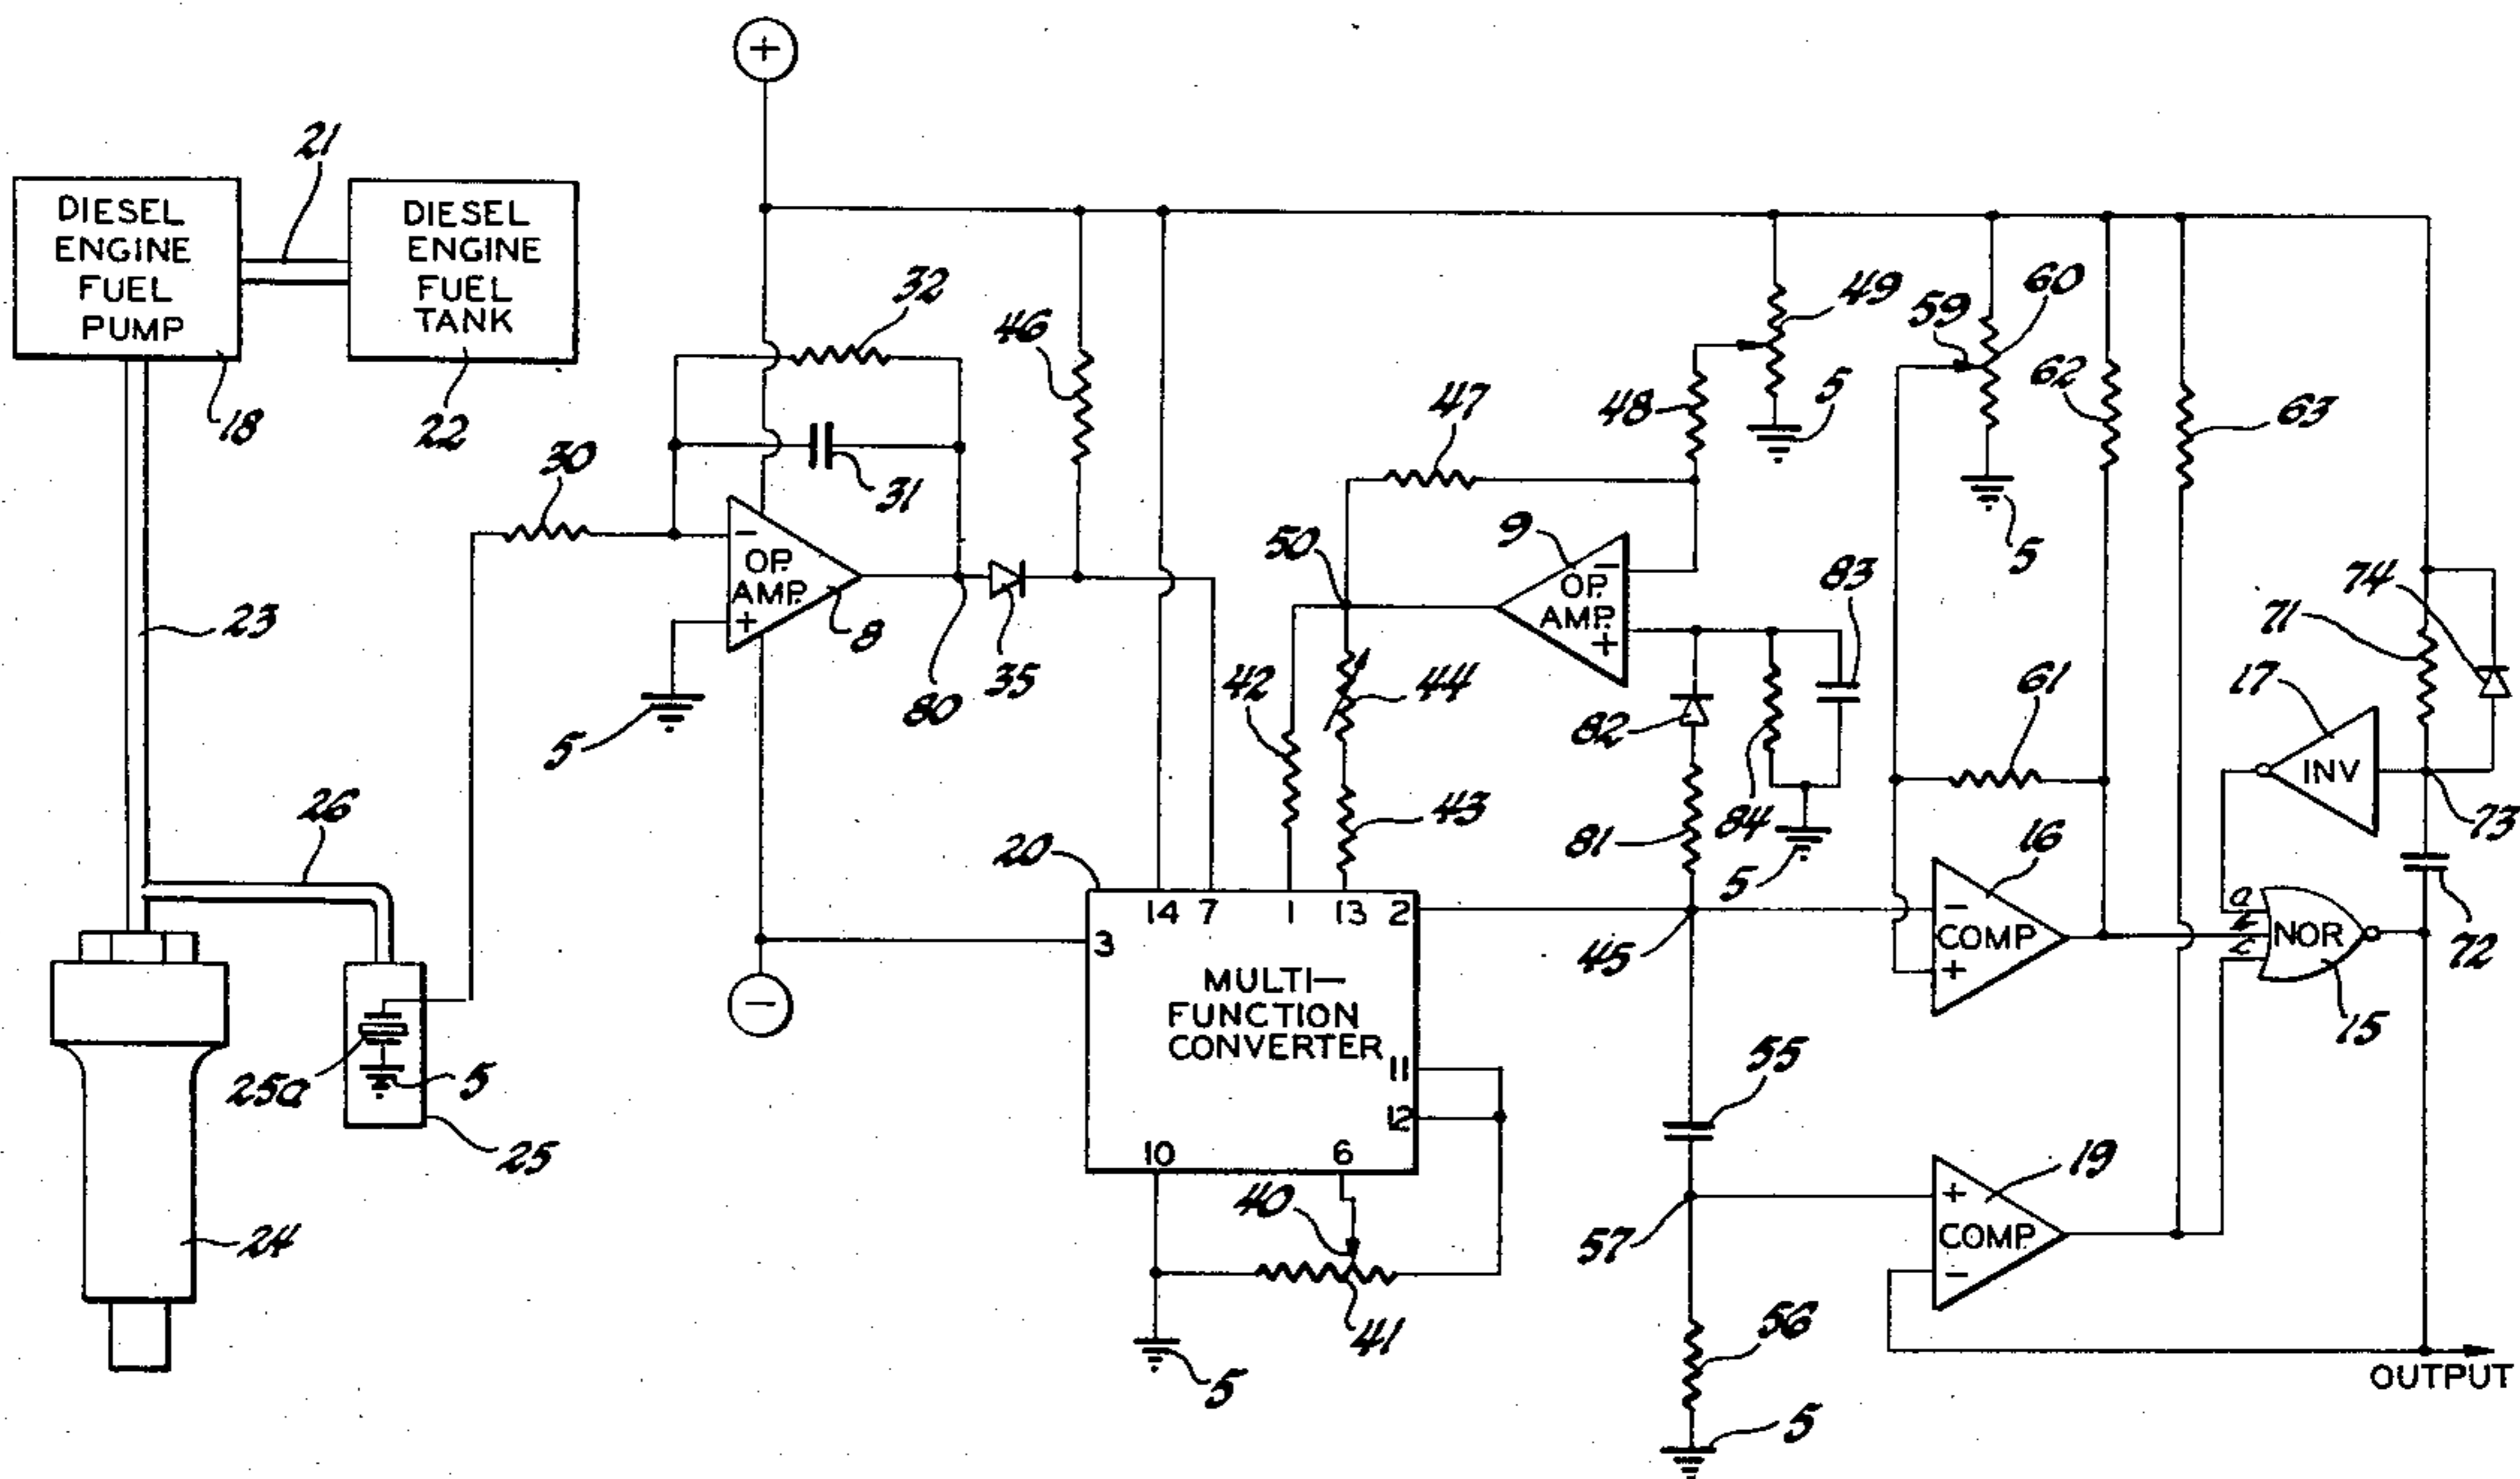 +
21
DIESEL
ENGINE
FUEL
PUMP
DIESEL
ENGINE
FUEL
TANK
18
22
32
46
49
59
60
62
63
5
48
47
30
31
5
9
50
83
74
71
OP.
AMP.
-
+
8
OP.
AMP.
-
+
23
35
80
5
42
44
82
84
61
17
INV
73
26
20
43
81
5
16
14 7 1 13 2
3
MULTI-
FUNCTION
CONVERTER
11
12
10 6
-
45
-
COMP
+
a
b
c
NOR
72
15
25a
5
25
55
24
40
41
5
57
19
+
COMP.
-
56
5
OUTPUT